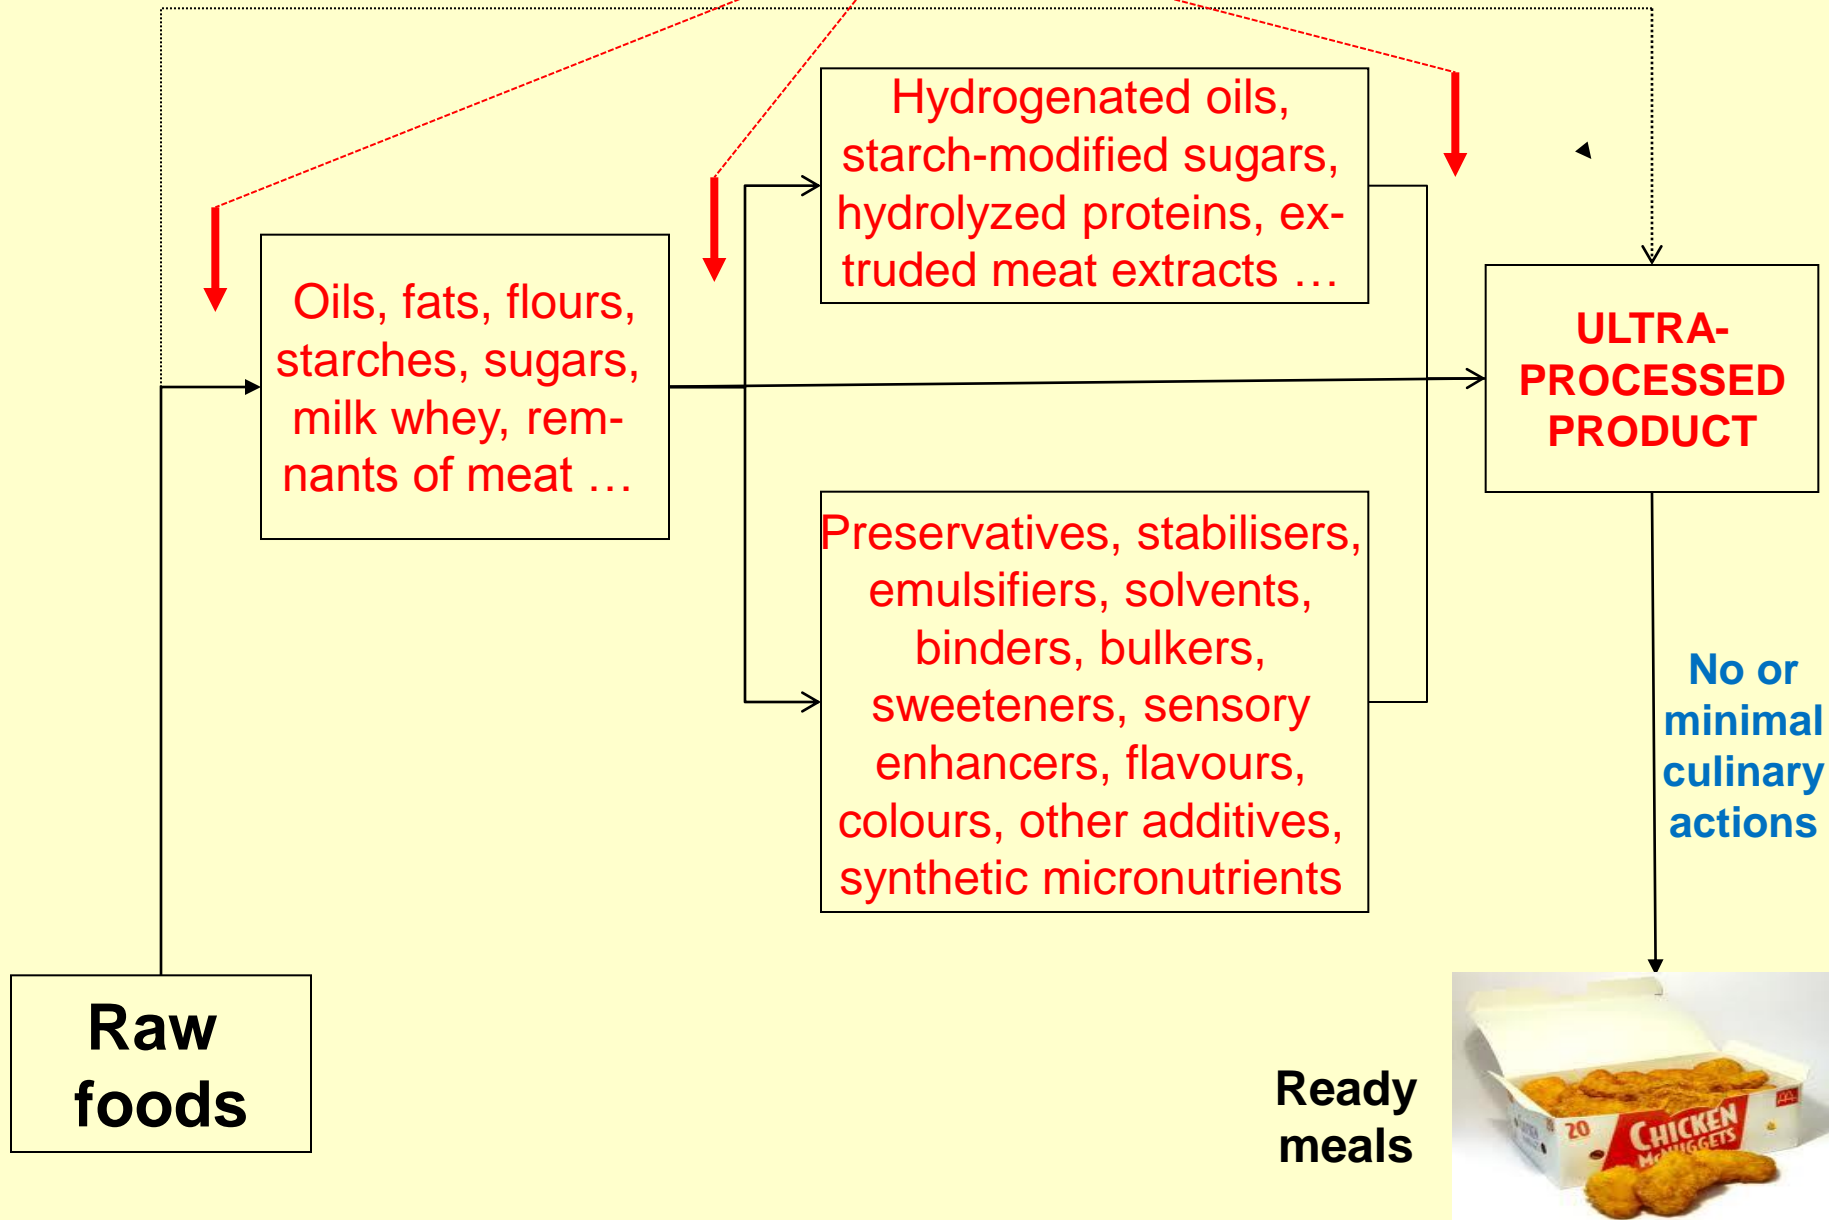 Hydrogenated oils,
starch-modified sugars,
hydrolyzed proteins, ex-
truded meat extracts …
Oils, fats, flours,
starches, sugars,
milk whey, rem-
nants of meat …
ULTRA-
PROCESSED
PRODUCT
Preservatives, stabilisers,
emulsifiers, solvents,
binders, bulkers,
sweeteners, sensory
enhancers, flavours,
colours, other additives,
synthetic micronutrients
No or
minimal
culinary
actions
Raw
foods
Ready
meals
20
CHICKEN
McNUGGETS